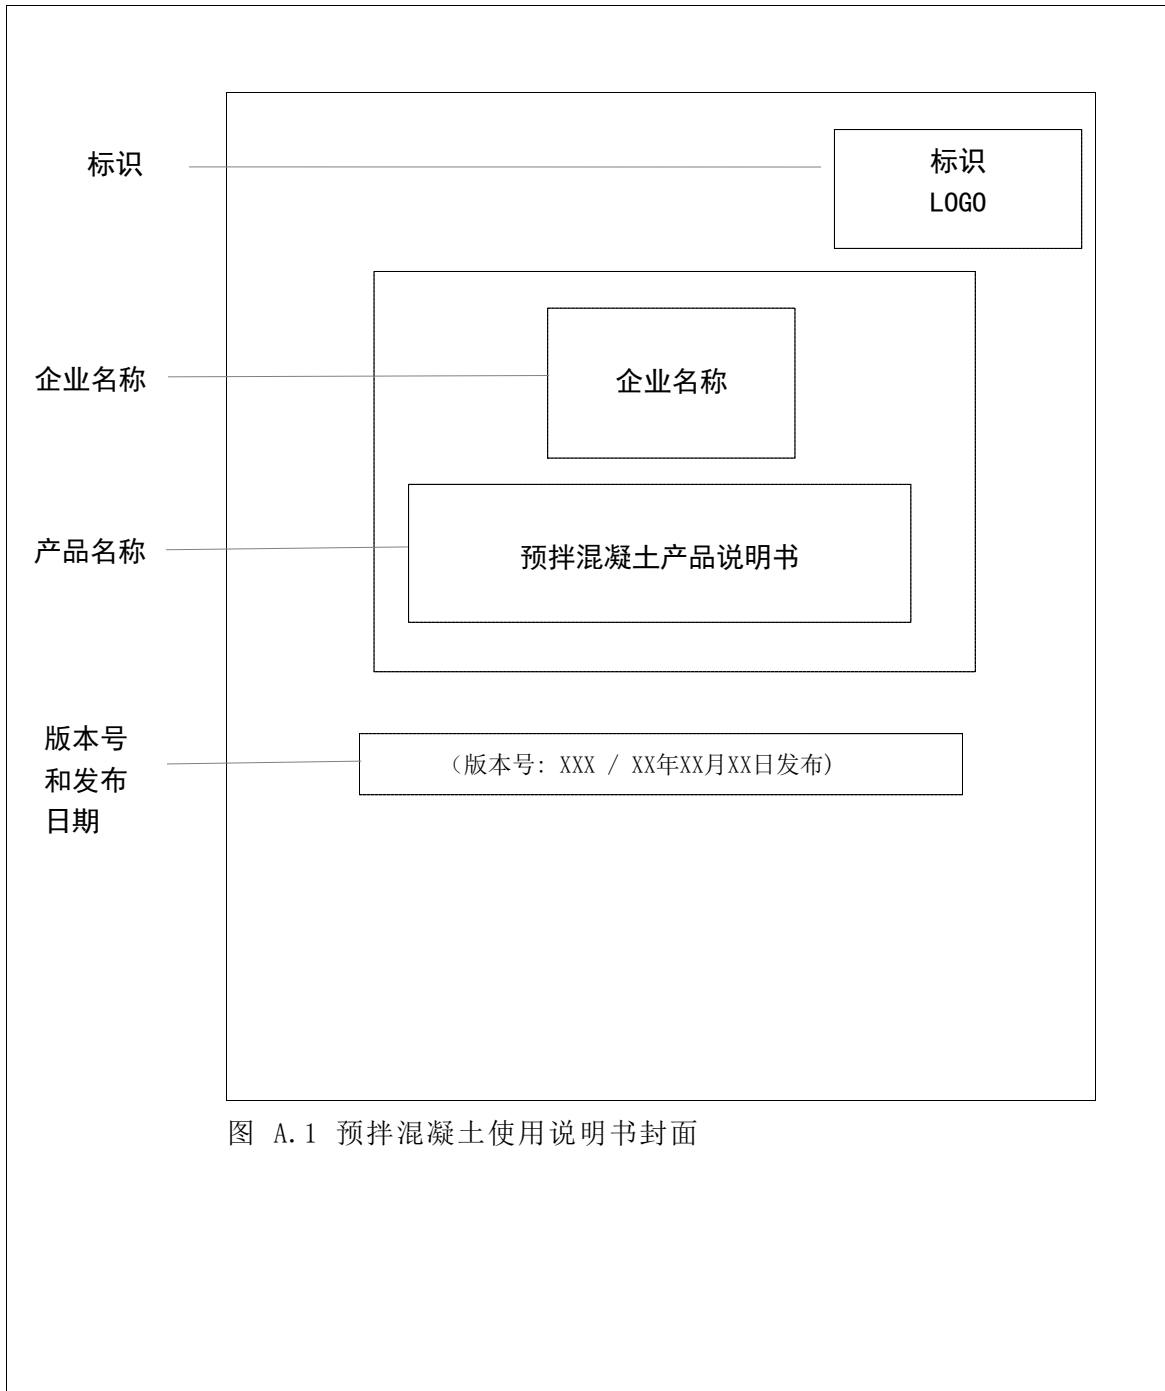 标识
标识
LOGO
企业名称
企业名称
产品名称
预拌混凝土产品说明书
版本号
和发布
日期
（版本号: XXX / XX年XX月XX日发布)
图 A.1 预拌混凝土使用说明书封面